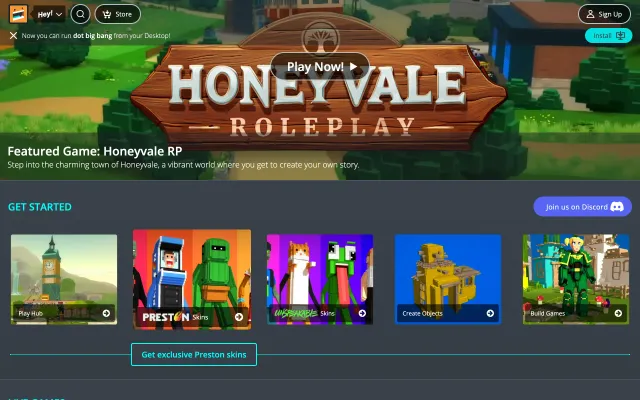 Hey!
Store
Sign Up
Now you can run dot big bang from your Desktop!
Install
Play Now!
HONEYVALE
ROLEPLAY
Featured Game: Honeyvale RP
Step into the charming town of Honeyvale, a vibrant world where you get to create your own story.
GET STARTED
Join us on Discord
Play Hub
PRESTON Skins
UNSPEAKABLE Skins
Create Objects
Build Games
Get exclusive Preston skins